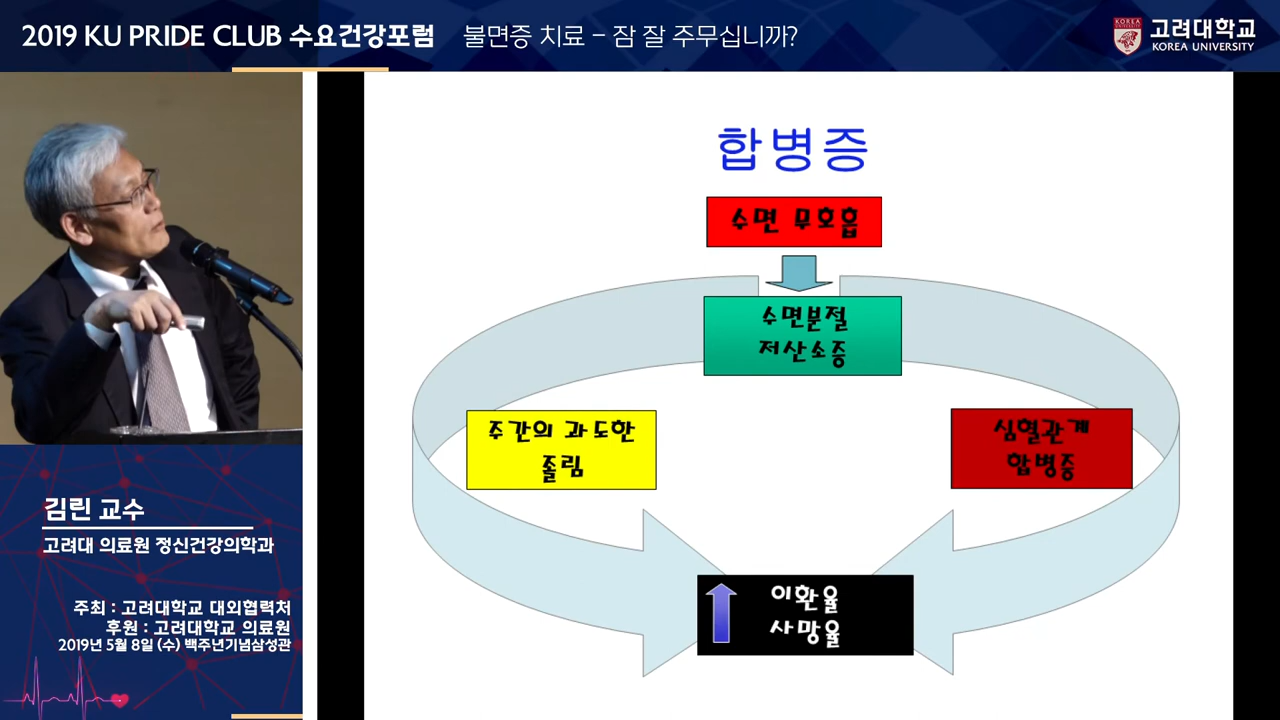 2019 KU PRIDE CLUB 수요건강포럼 불면증 치료 – 잠 잘 주무십니까?
KOREA UNIVERSITY
고려대학교
KOREA UNIVERSITY
합병증
수면 무호흡
수면분절
저산소증
주간의 과도한
졸림
심혈관계
합병증
이환율
사망율
김린 교수
고려대 의료원 정신건강의학과
주최 : 고려대학교 대외협력처
후원 : 고려대학교 의료원
2019년 5월 8일 (수) 백주년기념삼성관